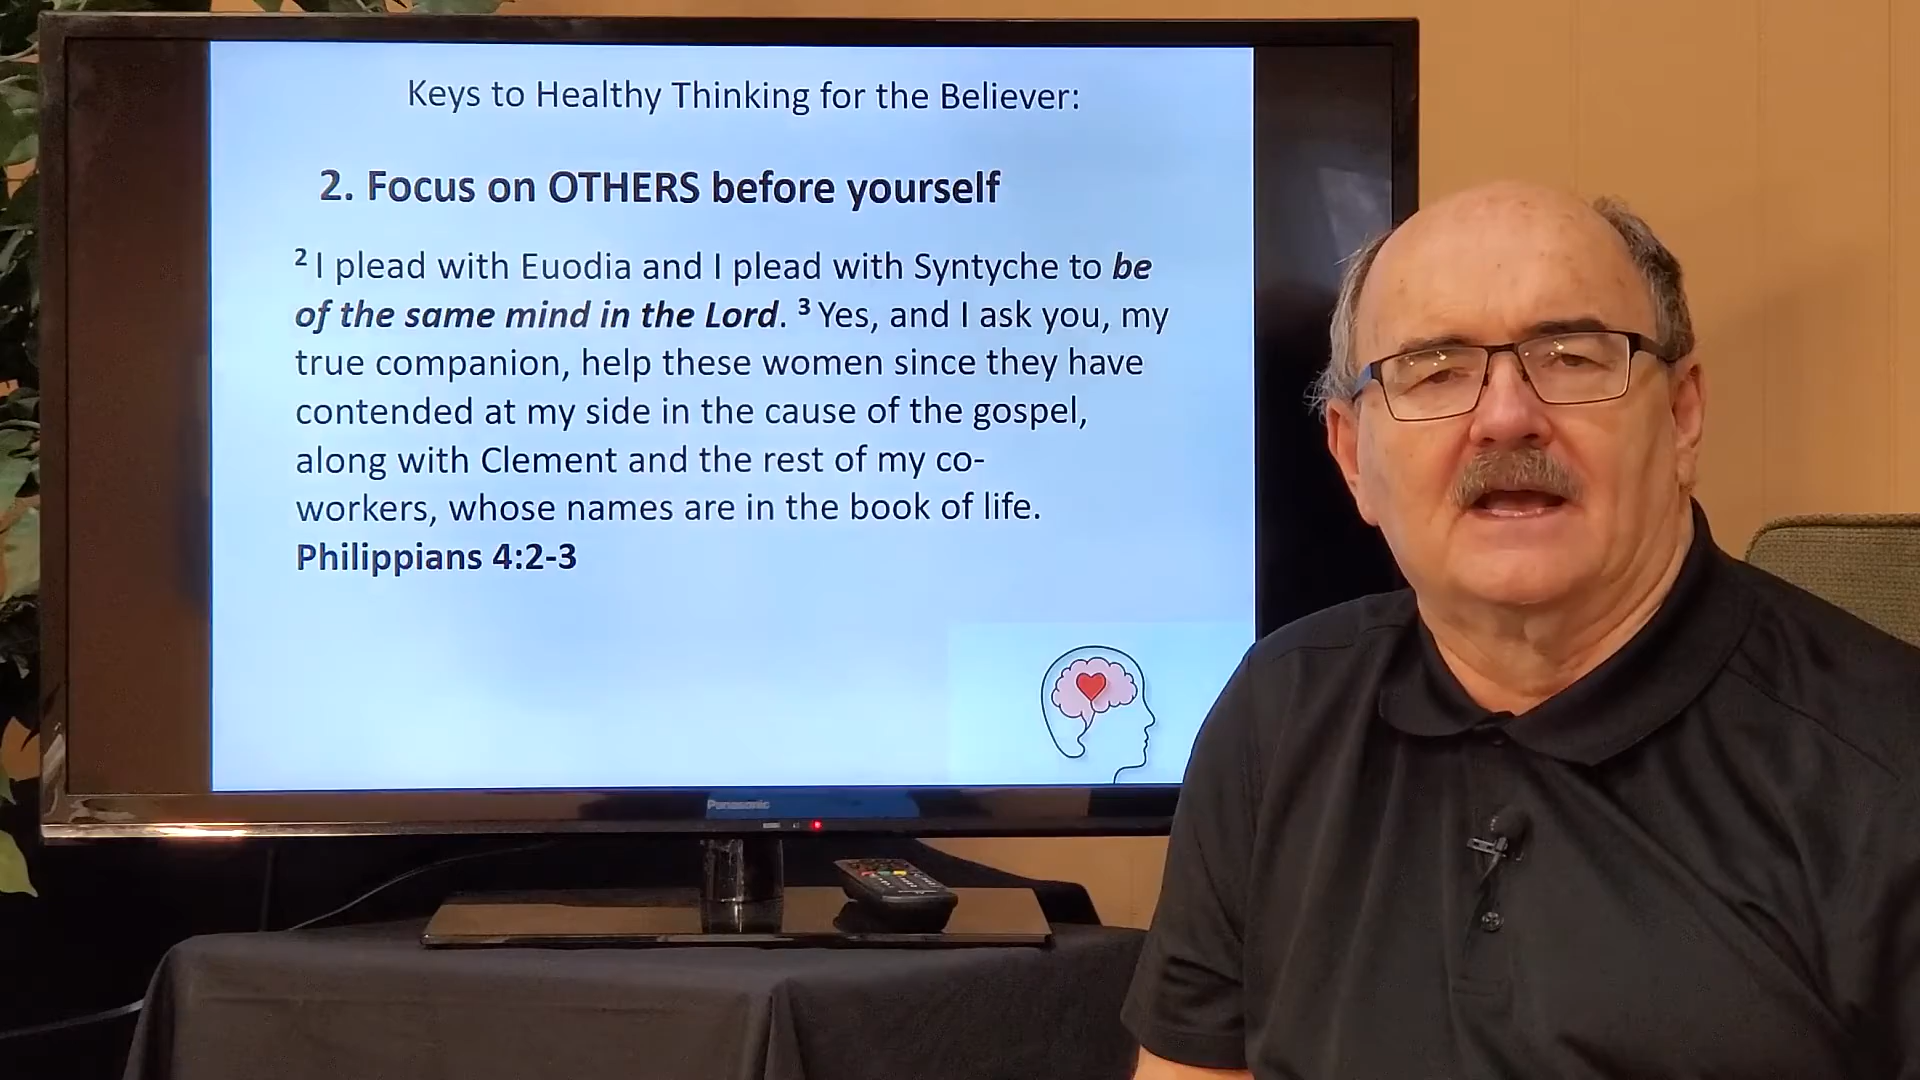 Keys to Healthy Thinking for the Believer:
2. Focus on OTHERS before yourself
2 I plead with Euodia and I plead with Syntyche to be
of the same mind in the Lord. 3 Yes, and I ask you, my
true companion, help these women since they have
contended at my side in the cause of the gospel,
along with Clement and the rest of my co-
workers, whose names are in the book of life.
Philippians 4:2-3
Panasonic